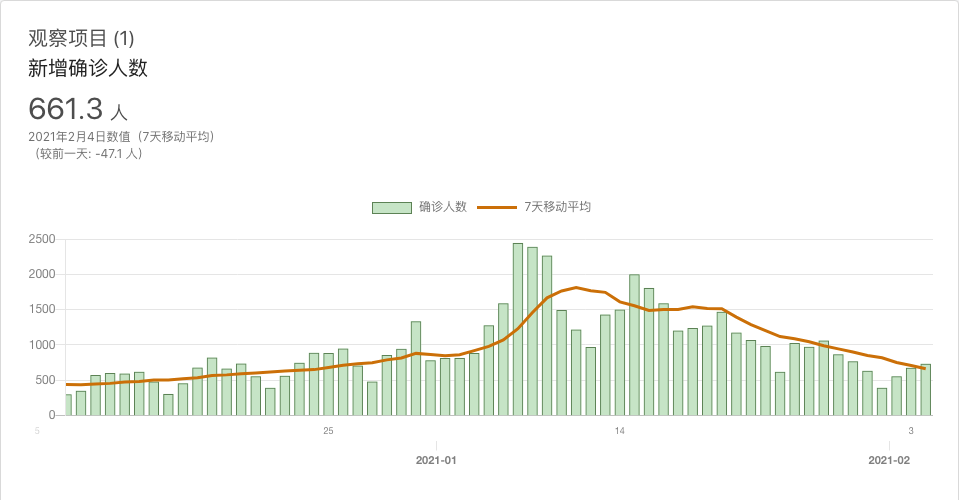 观察项目 (1)
新增确诊人数
661.3 人
2021年2月4日数值（7天移动平均）
（较前一天: -47.1 人）
确诊人数 7天移动平均
2500
2000
1500
1000
500
0
5 25 14 3
2021-01 2021-02